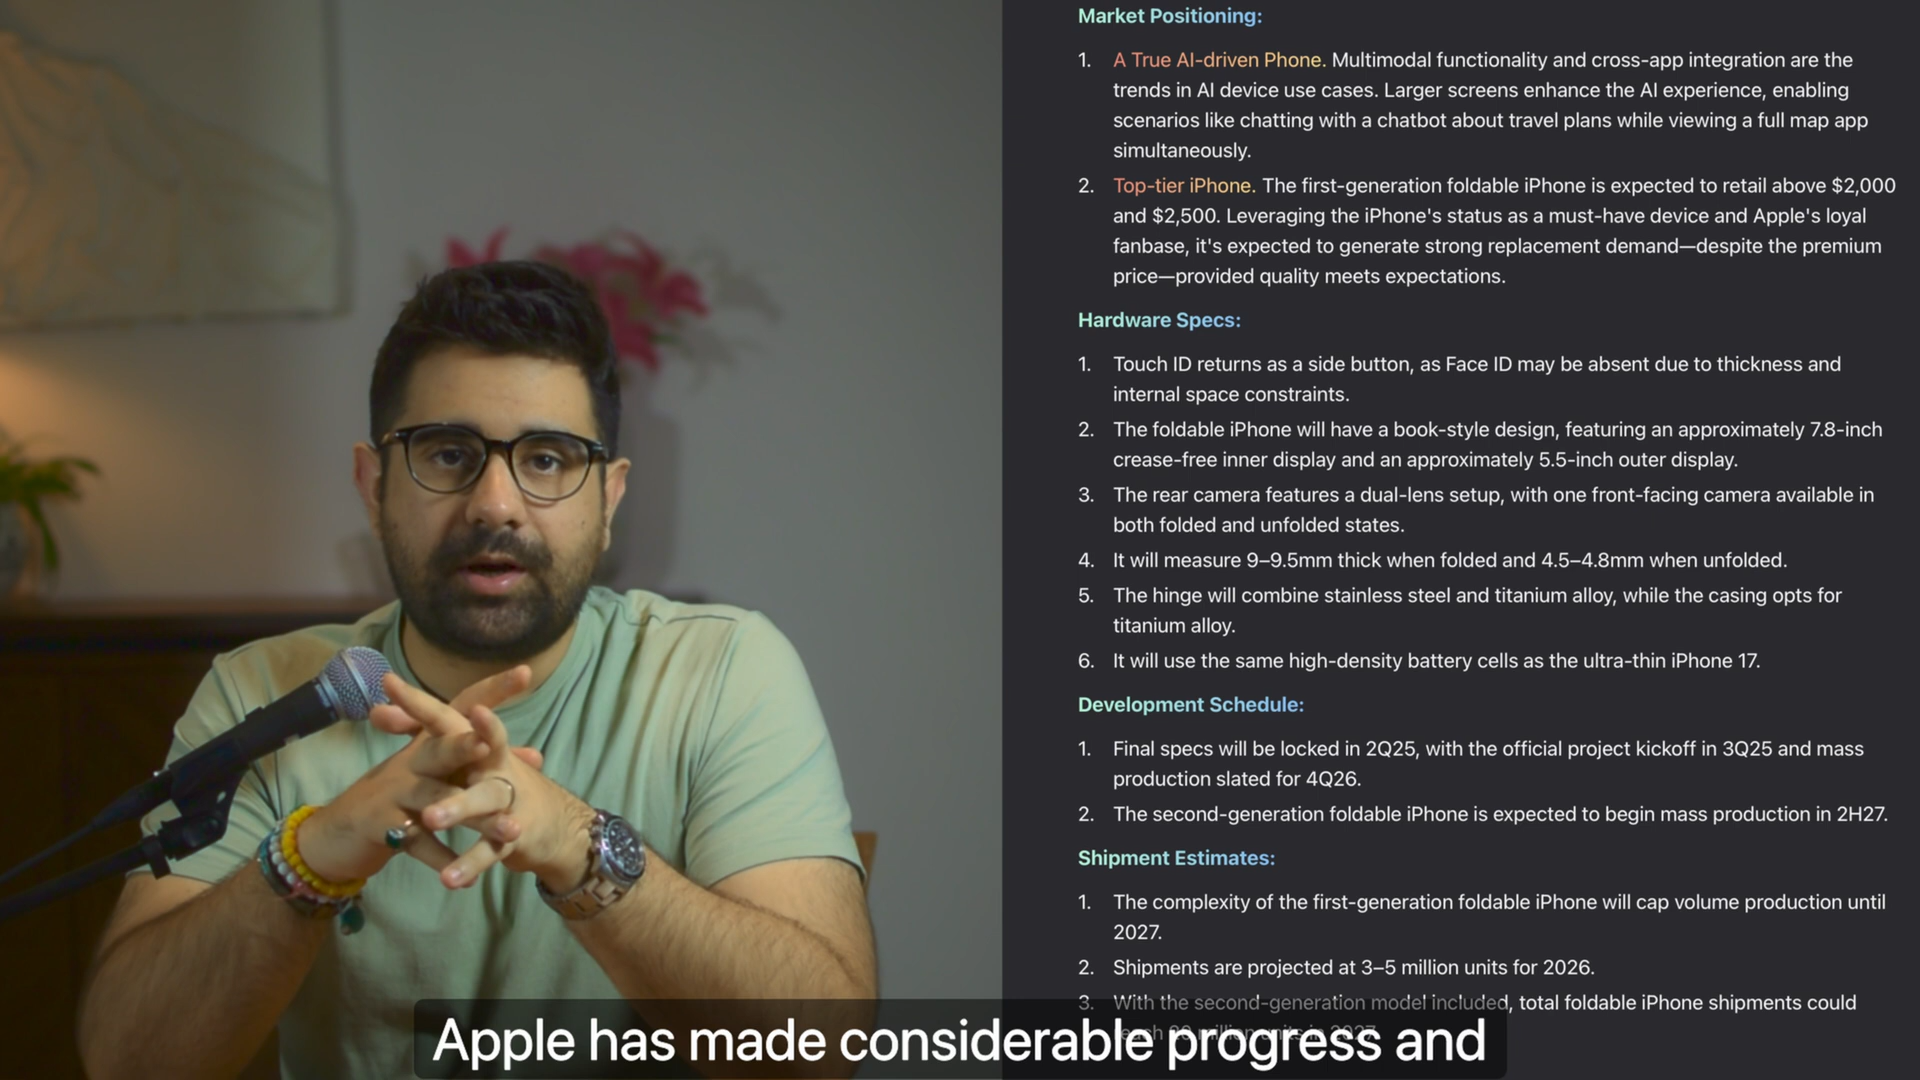 Market Positioning:
1. A True AI-driven Phone. Multimodal functionality and cross-app integration are the
trends in AI device use cases. Larger screens enhance the AI experience, enabling
scenarios like chatting with a chatbot about travel plans while viewing a full map app
simultaneously.
2. Top-tier iPhone. The first-generation foldable iPhone is expected to retail above $2,000
and $2,500. Leveraging the iPhone's status as a must-have device and Apple's loyal
fanbase, it's expected to generate strong replacement demand—despite the premium
price—provided quality meets expectations.
Hardware Specs:
1. Touch ID returns as a side button, as Face ID may be absent due to thickness and
internal space constraints.
2. The foldable iPhone will have a book-style design, featuring an approximately 7.8-inch
crease-free inner display and an approximately 5.5-inch outer display.
3. The rear camera features a dual-lens setup, with one front-facing camera available in
both folded and unfolded states.
4. It will measure 9–9.5mm thick when folded and 4.5–4.8mm when unfolded.
5. The hinge will combine stainless steel and titanium alloy, while the casing opts for
titanium alloy.
6. It will use the same high-density battery cells as the ultra-thin iPhone 17.
Development Schedule:
1. Final specs will be locked in 2Q25, with the official project kickoff in 3Q25 and mass
production slated for 4Q26.
2. The second-generation foldable iPhone is expected to begin mass production in 2H27.
Shipment Estimates:
1. The complexity of the first-generation foldable iPhone will cap volume production until
2027.
2. Shipments are projected at 3–5 million units for 2026.
3. With the second-generation model included, total foldable iPhone shipments could
million units in 2027.
Apple has made considerable progress and